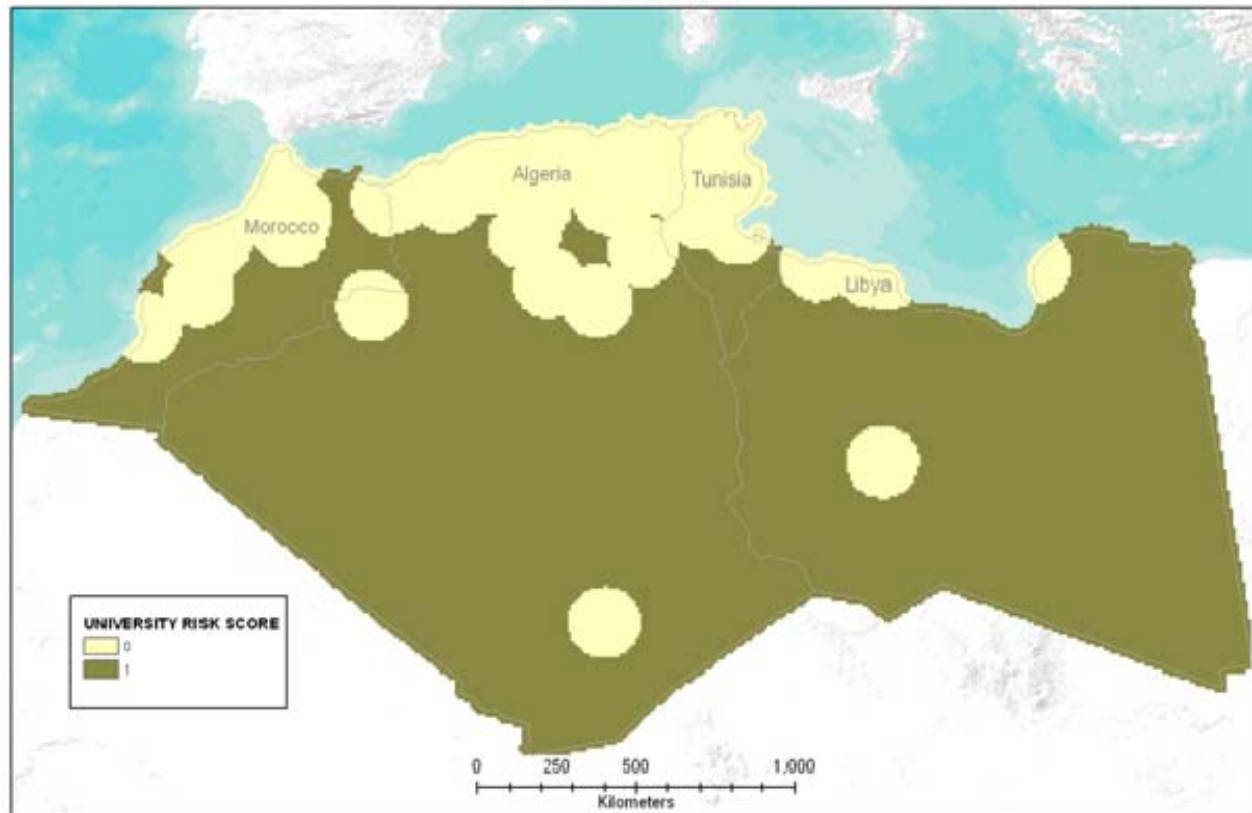 Algeria
Tunisia
Morocco
Libya
UNIVERSITY RISK SCORE
0
1
0 250 500 1,000
Kilometers